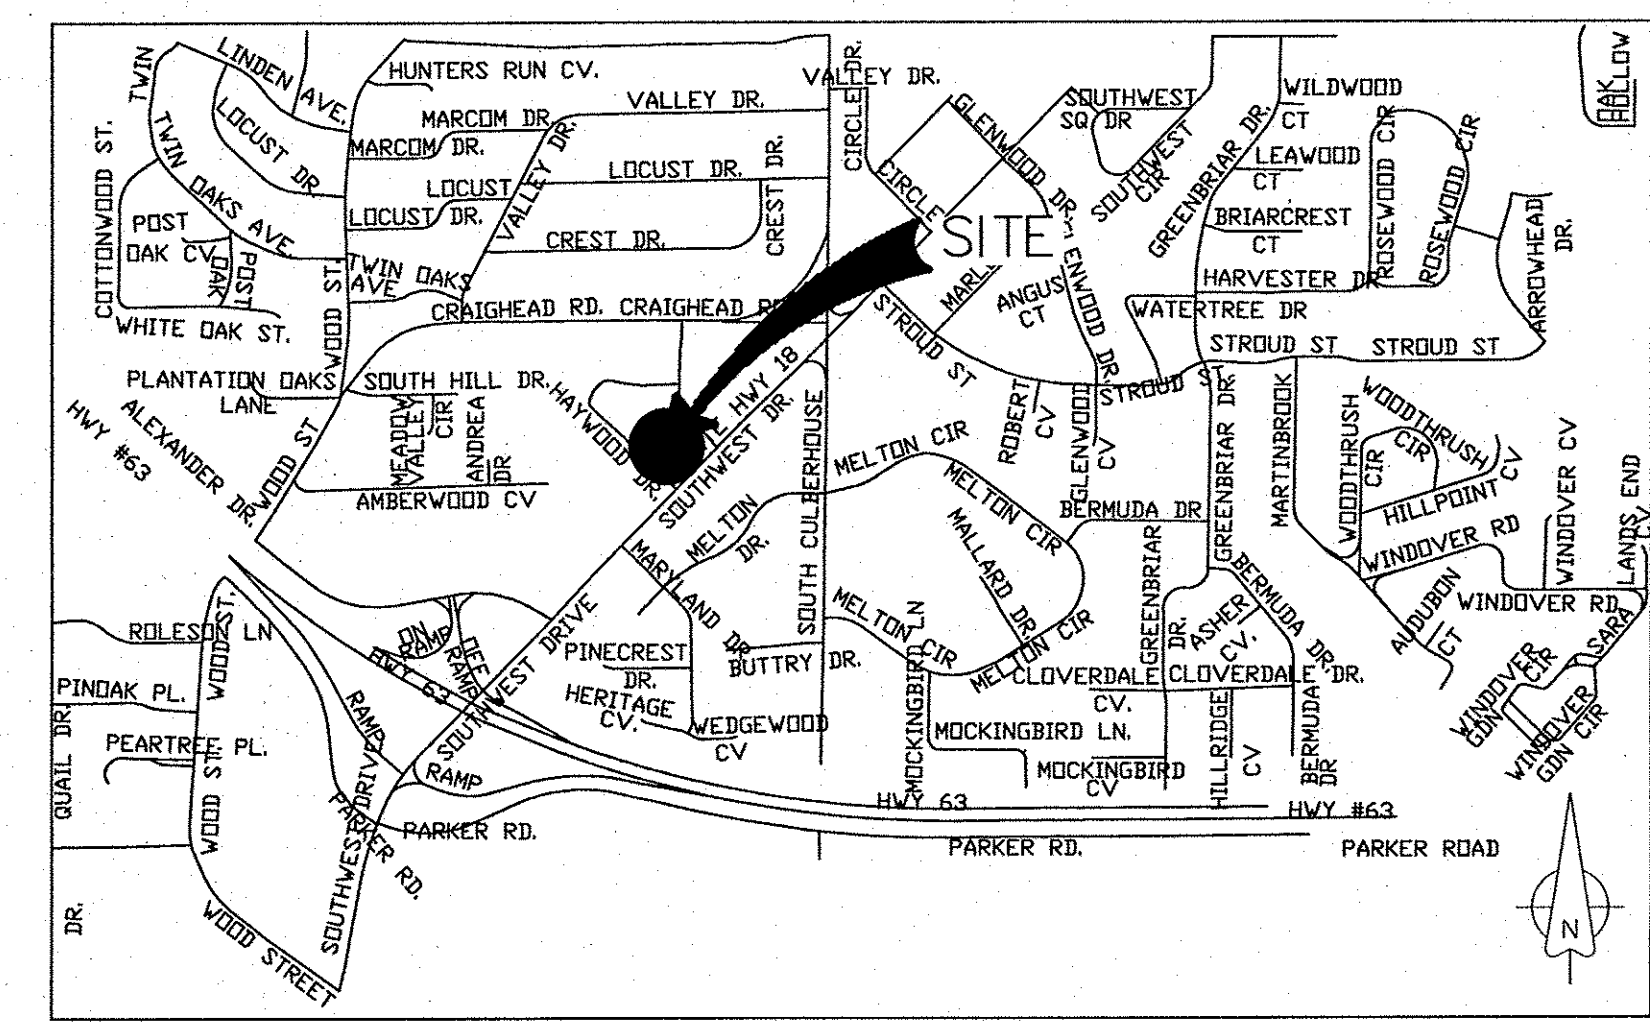 TWIN
LINDEN AVE.
HUNTERS RUN CV.
VALLEY DR.
CIRCLE DR.
OAK
HOLLOW
LOCUST DR.
TWIN OAKS AVE.
MARCOM DR.
MARCOM DR.
VALLEY DR.
VALLEY DR.
GLENWOOD DR.
SOUTHWEST
SQ DR
SOUTHWEST
CIR
GREENBRIAR DR.
WILDWOOD
CT
ROSEWOOD CIR
ROSEWOOD CIR
COTTONWOOD ST.
LOCUST
LOCUST DR.
LOCUST DR.
CREST DR.
CREST DR.
CIRCLE
LEAWOOD
CT
BRIARCREST
CT
POST
OAK CV
POST
OAK
SITE
ARROWHEAD
DR.
WHITE OAK ST.
WOOD ST.
TWIN OAKS
AVE
CRAIGHEAD RD.
CRAIGHEAD
ANGUS
CT
HARVESTER DR
WATERTREE DR
STROUD ST
STROUD ST
STROUD ST
STROUD ST
PLANTATION OAKS
LANE
SOUTH HILL DR.
HAYWOOD
DR.
HWY 18
SOUTHWEST DR.
SOUTH CULBERHOUSE
ALEXANDER DR.
HWY
#63
WOOD ST
MEADOW
VALLEY
CIR
ANDREA
DR
AMBERWOOD CV
MELTON CIR
MELTON CIR
ROBERT
CV
GLENWOOD
CV
GREENBRIAR DR.
MARTINBROOK
WOODTHRUSH
CIR
WOODTHRUSH
CIR
CV
HILLPOINT
WINDOVER RD
WINDOVER CV
LANDS END
MELTON
DR.
MARYLAND DR.
BERMUDA DR
MALLARD DR.
GREENBRIAR
DR.
BERMUDA DR.
ASHER
CV.
AUDUBON
CT
WINDOVER RD.
SARA
ROLESON LN
WOOD ST.
ON
RAMP
OFF
RAMP
HWY 63
SOUTHWEST DRIVE
PINECREST
DR.
BUTTRY DR.
MELTON CIR
MELTON CIR
MOCKINGBIRD LN
CLOVERDALE
CV.
CLOVERDALE DR.
WINDOVER
CIR
WINDOVER
GDN
WINDOVER
GDN CIR
PINOAK PL.
RAMP
HERITAGE
CV.
WEDGEWOOD
CV
MOCKINGBIRD LN.
MOCKINGBIRD
CV
HILLRIDGE
CV
BERMUDA
DR
PEARTREE PL.
QUAIL DR.
WOOD ST.
RAMP
PARKER RD.
PARKER RD.
SOUTHWEST DRIVE
HWY 63
HWY #63
PARKER RD.
PARKER ROAD
DR.
WOOD STREET
N